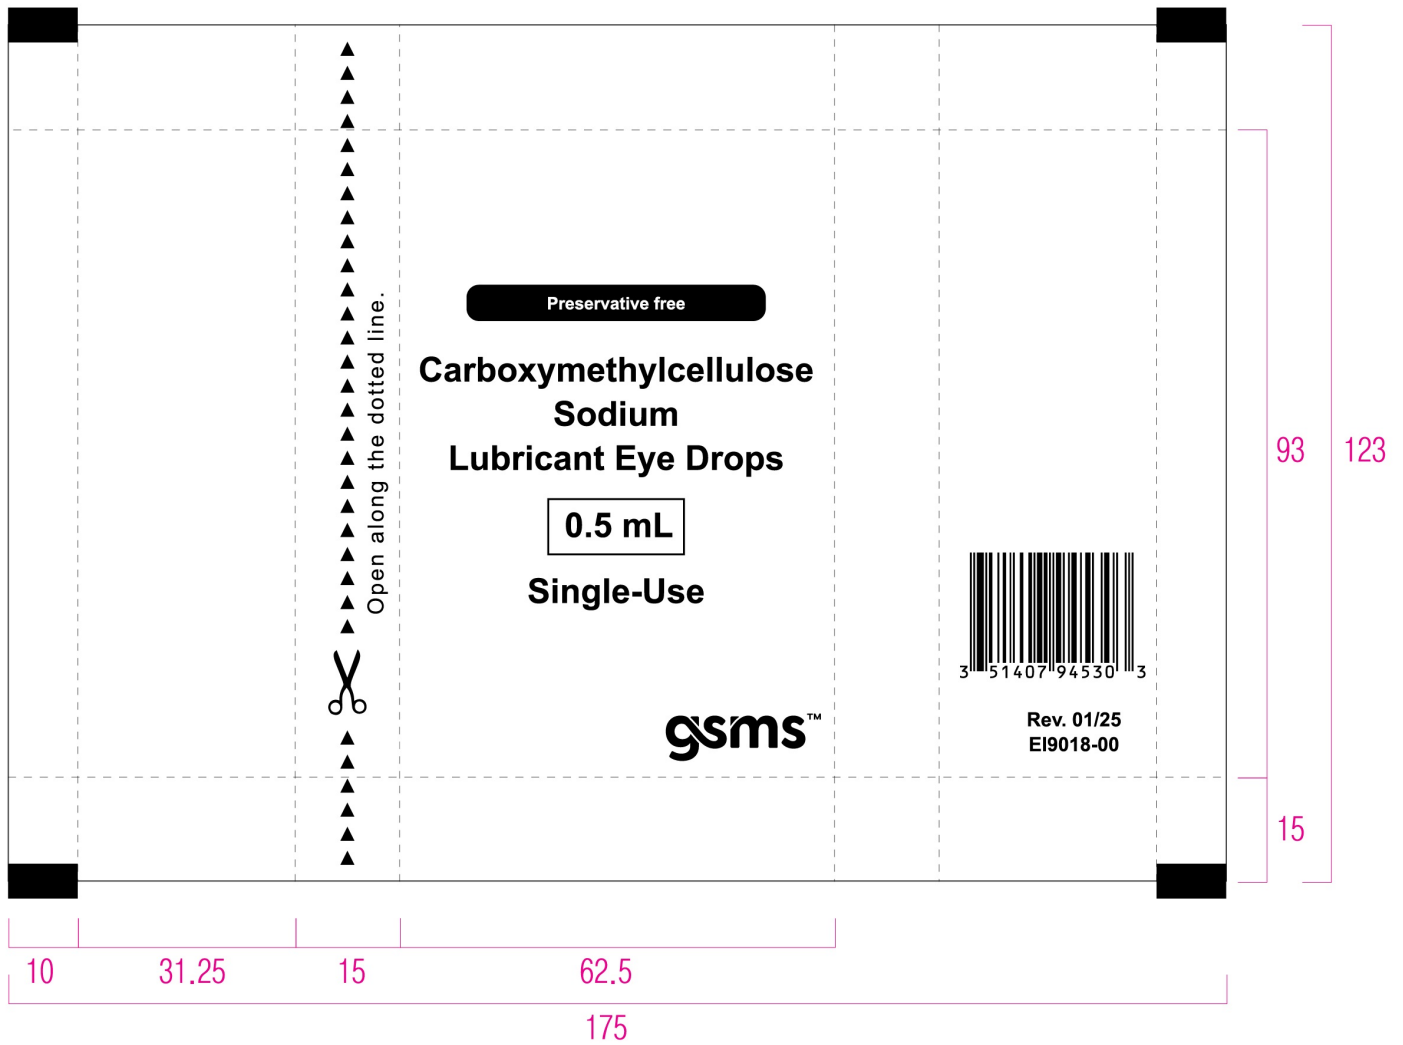 Open along the dotted line.
Preservative free
Carboxymethylcellulose
Sodium
Lubricant Eye Drops
0.5 mL
Single-Use
gsms™
3 51407 94530 3
Rev. 01/25
EI9018-00
93
123
15
10
31.25
15
62.5
175